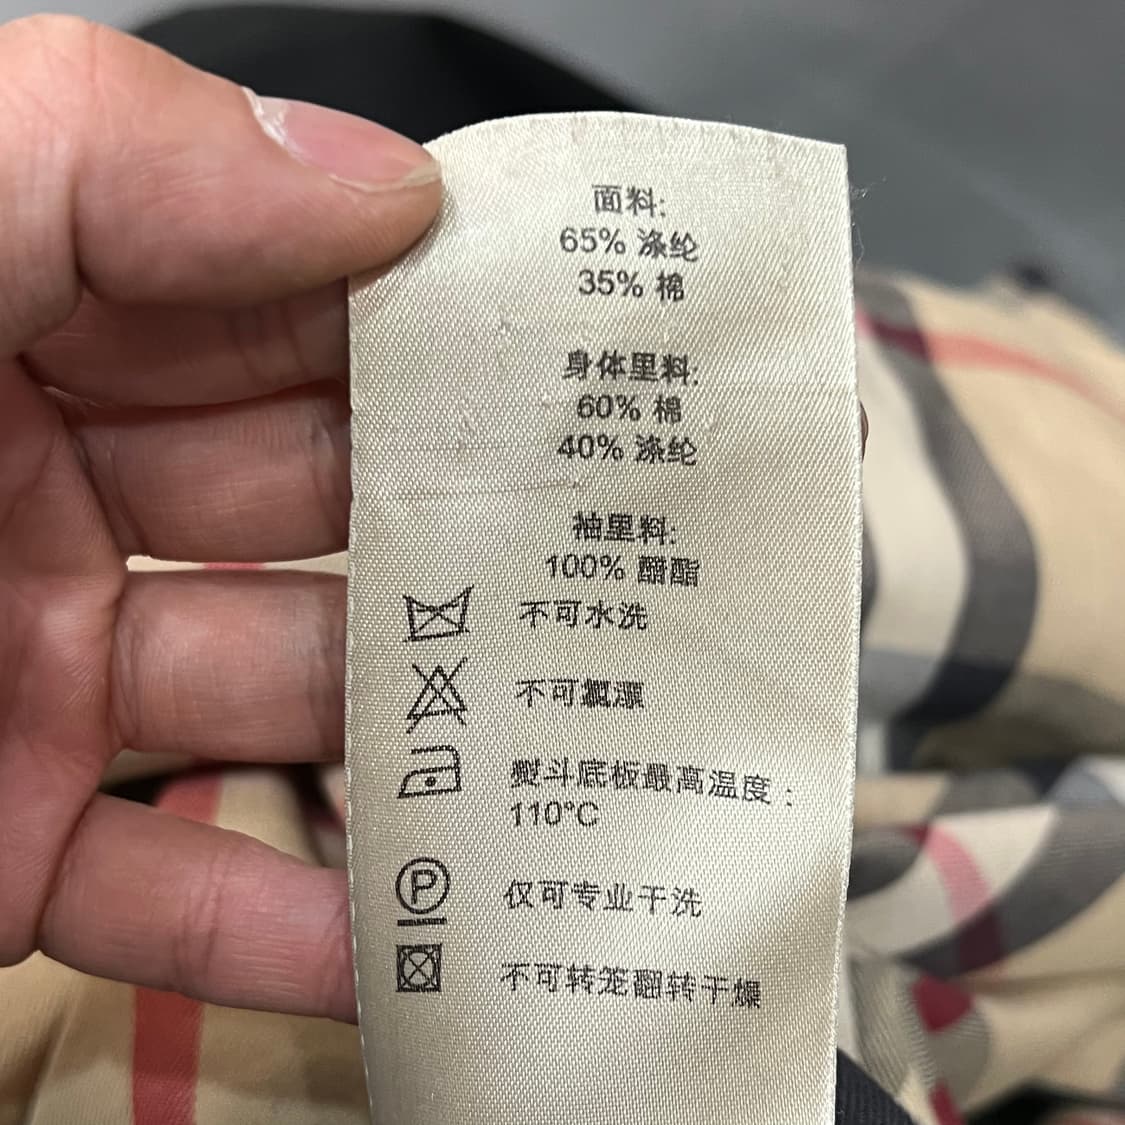 面料:
65% 涤纶
35% 棉
身体里料:
60% 棉
40% 涤纶
袖里料:
100% 醋酯
不可水洗
不可氯漂
熨斗底板最高温度：
110°C
P
仅可专业干洗
不可转笼翻转干燥